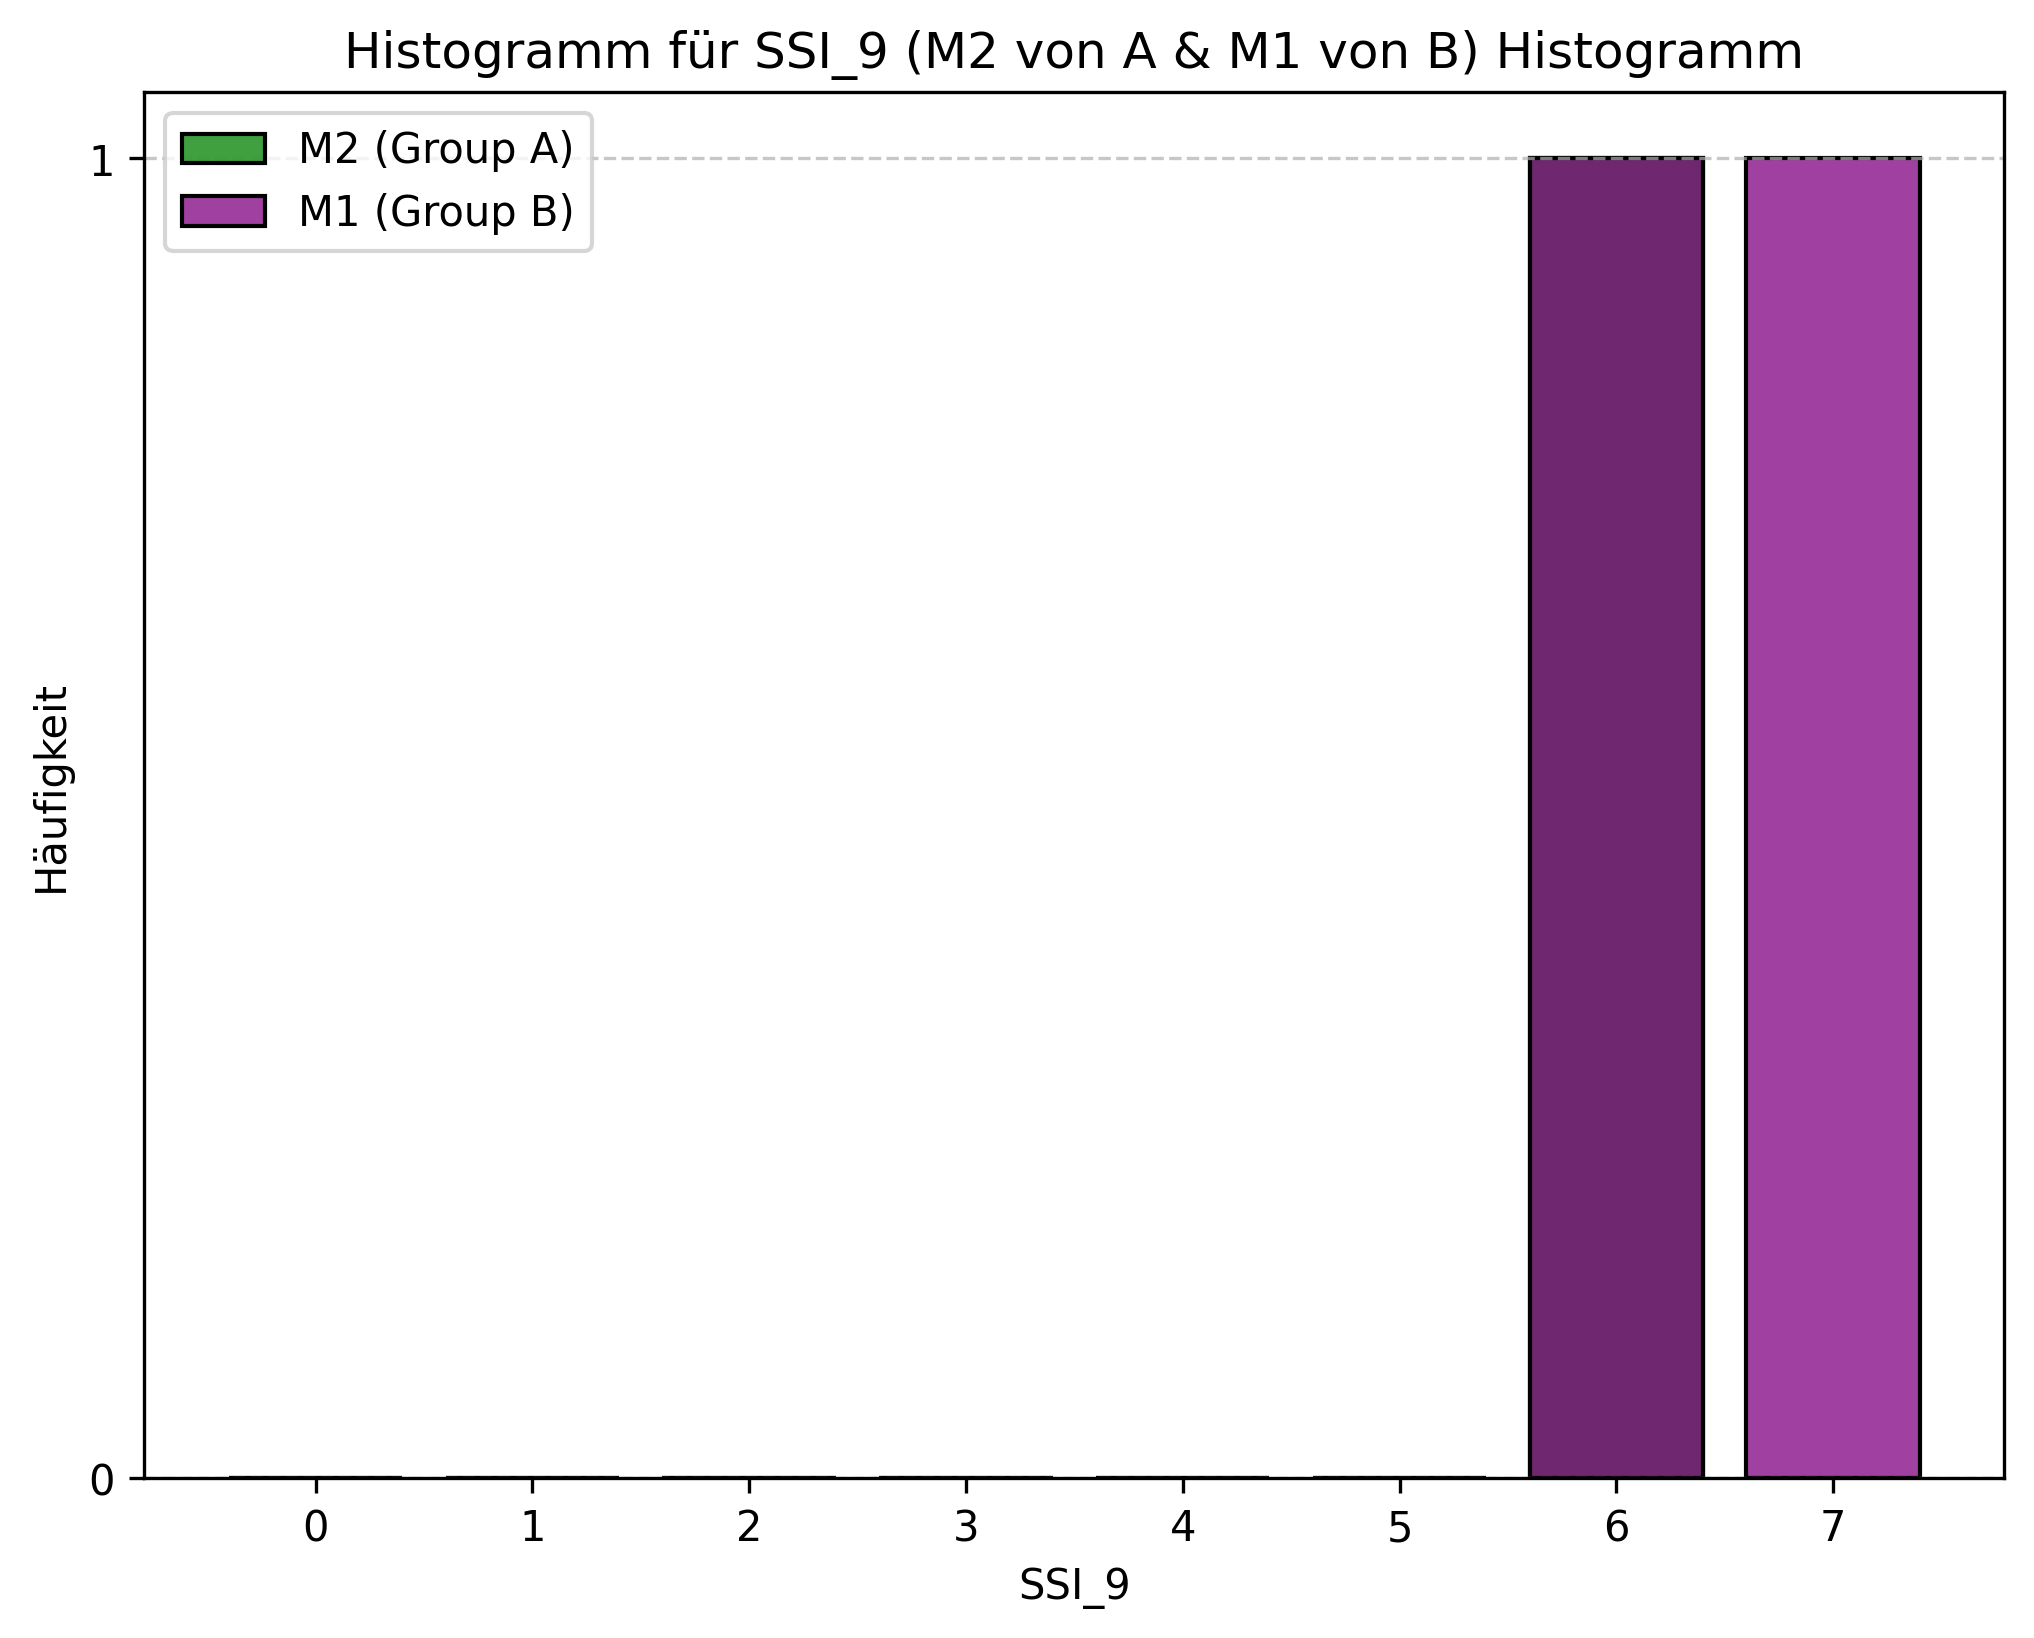 Histogramm für SSI_9 (M2 von A & M1 von B) Histogramm
M2 (Group A)
M1 (Group B)
Häufigkeit
1
0
0 1 2 3 4 5 6 7
SSI_9